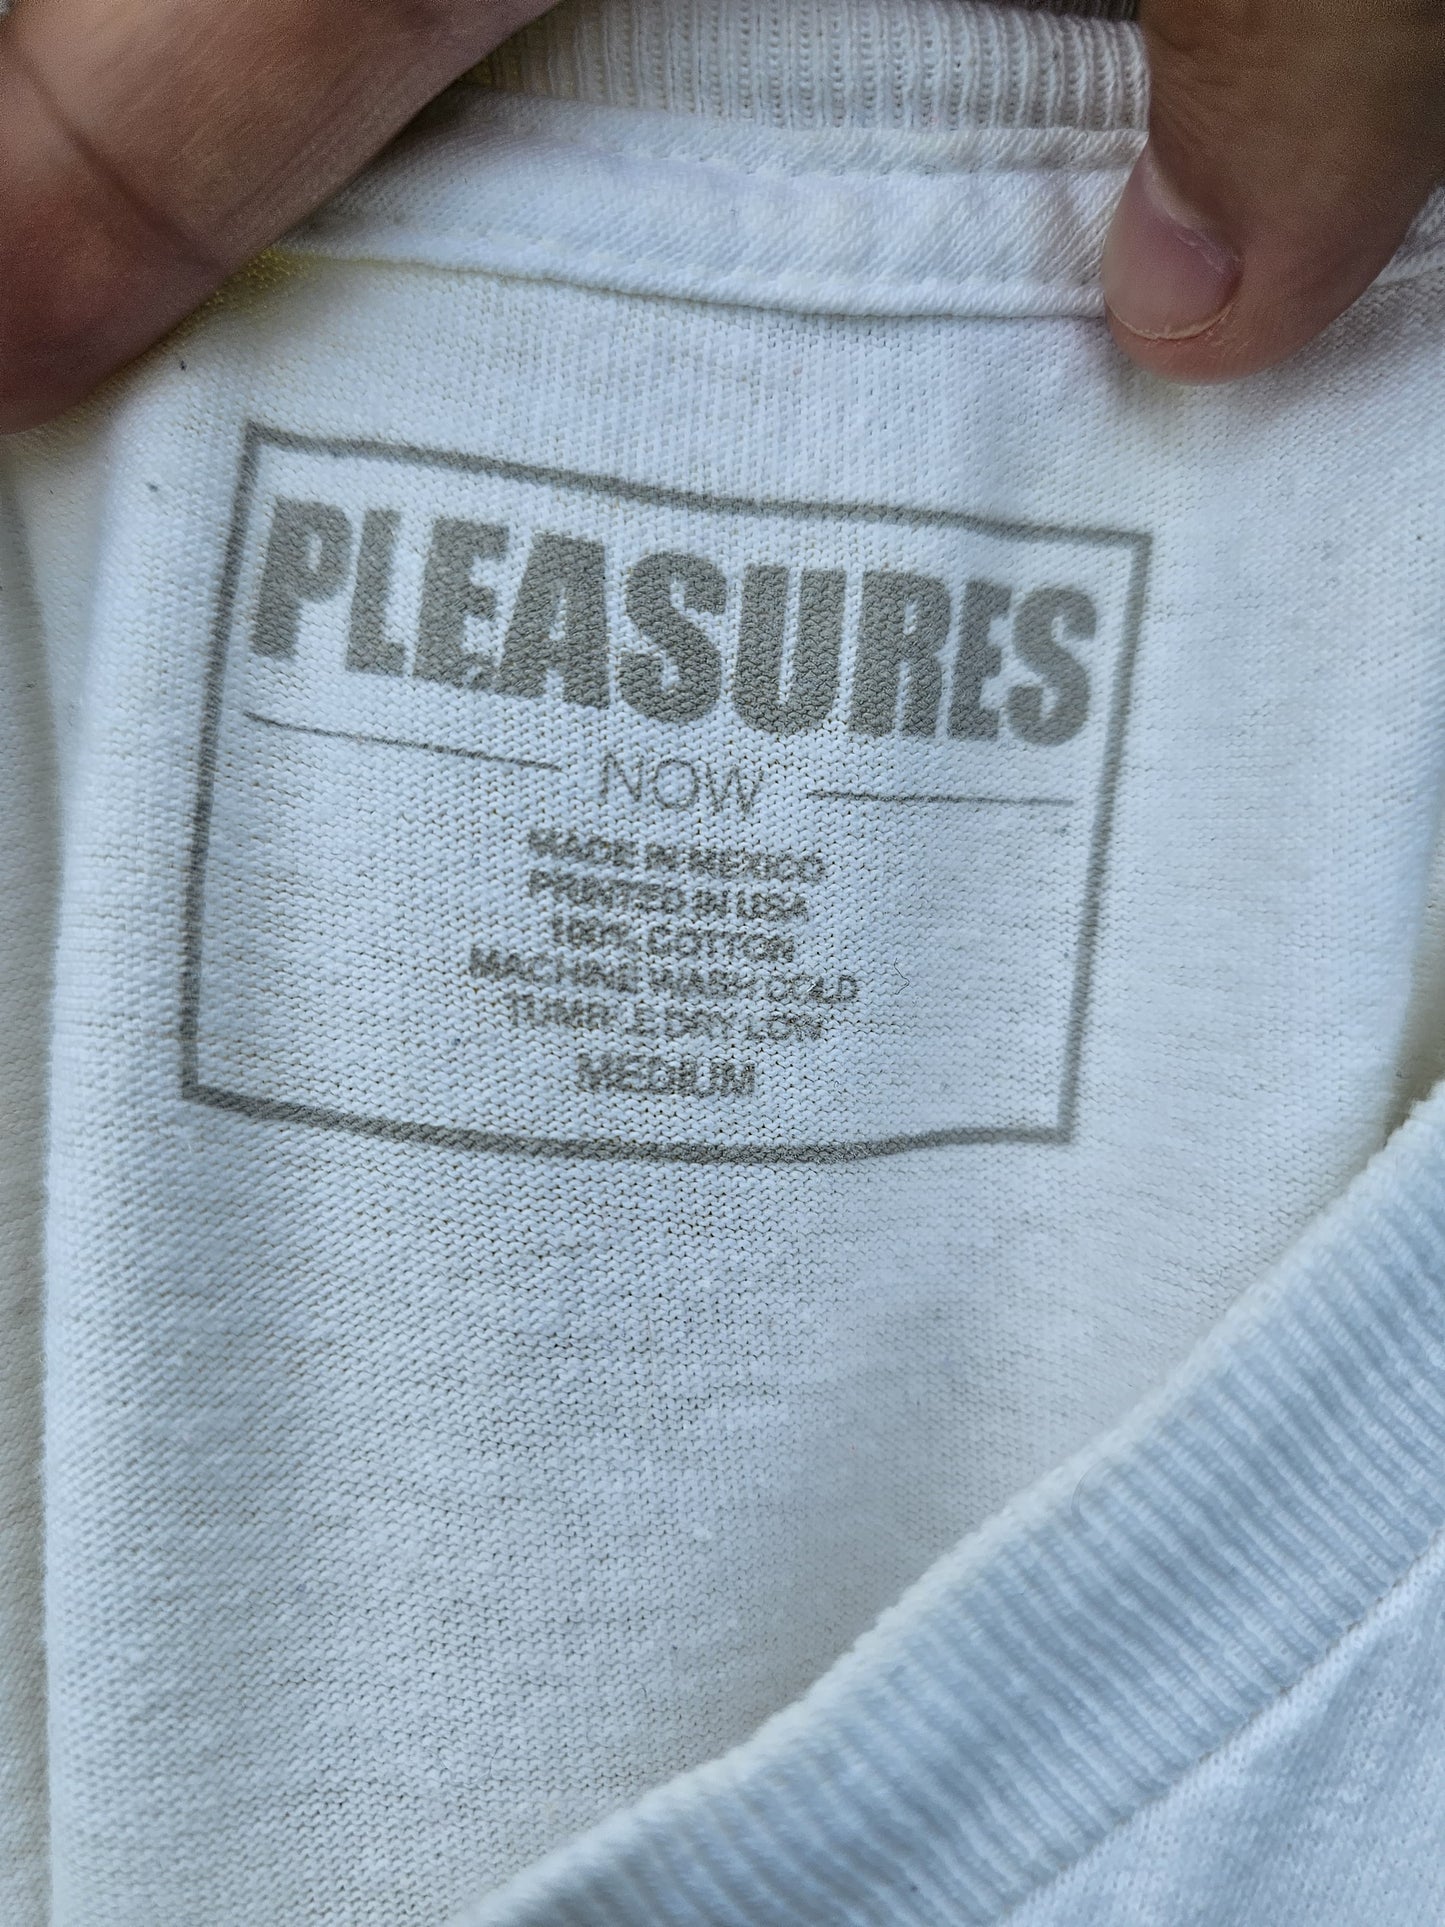 PLEASURES
NOW
MADE IN MEXICO
PRINTED IN USA
100% COTTON
MACHINE WASH COLD
TUMBLE DRY LOW
MEDIUM